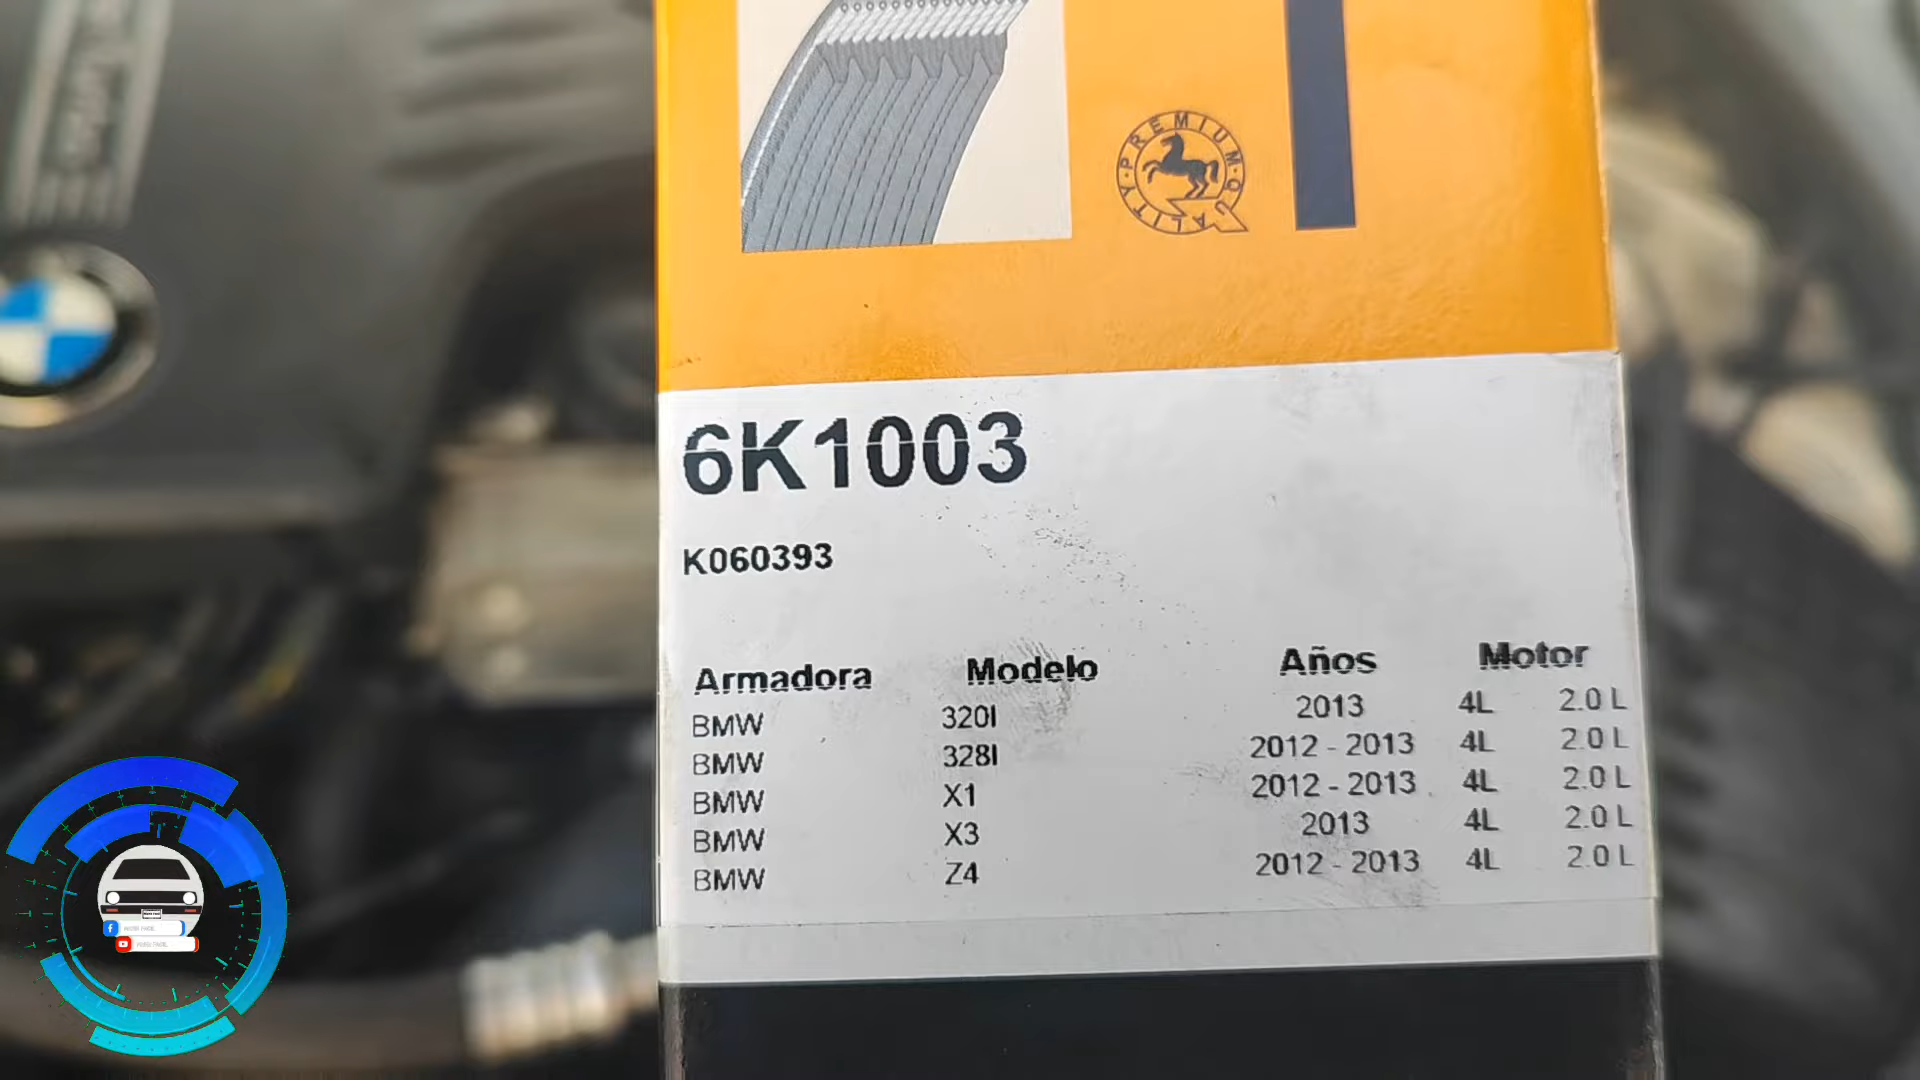 PREMIUM · QUALITY ·
6K1003
K060393
Armadora Modelo Años Motor
BMW 320I 2013 4L 2.0 L
BMW 328I 2012 - 2013 4L 2.0 L
BMW X1 2012 - 2013 4L 2.0 L
BMW X3 2013 4L 2.0 L
BMW Z4 2012 - 2013 4L 2.0 L